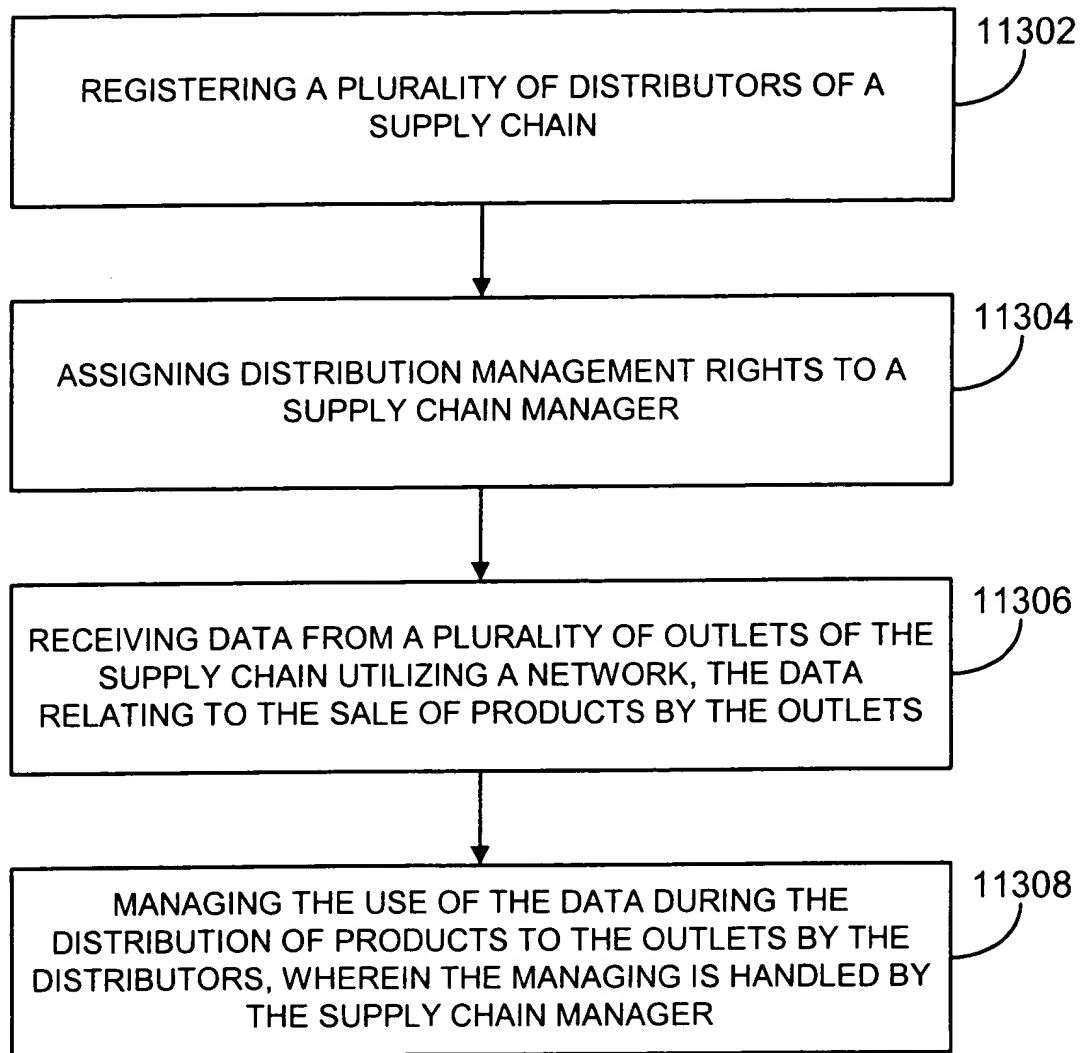 11302
REGISTERING A PLURALITY OF DISTRIBUTORS OF A
SUPPLY CHAIN
11304
ASSIGNING DISTRIBUTION MANAGEMENT RIGHTS TO A
SUPPLY CHAIN MANAGER
11306
RECEIVING DATA FROM A PLURALITY OF OUTLETS OF THE
SUPPLY CHAIN UTILIZING A NETWORK, THE DATA
RELATING TO THE SALE OF PRODUCTS BY THE OUTLETS
11308
MANAGING THE USE OF THE DATA DURING THE
DISTRIBUTION OF PRODUCTS TO THE OUTLETS BY THE
DISTRIBUTORS, WHEREIN THE MANAGING IS HANDLED BY
THE SUPPLY CHAIN MANAGER